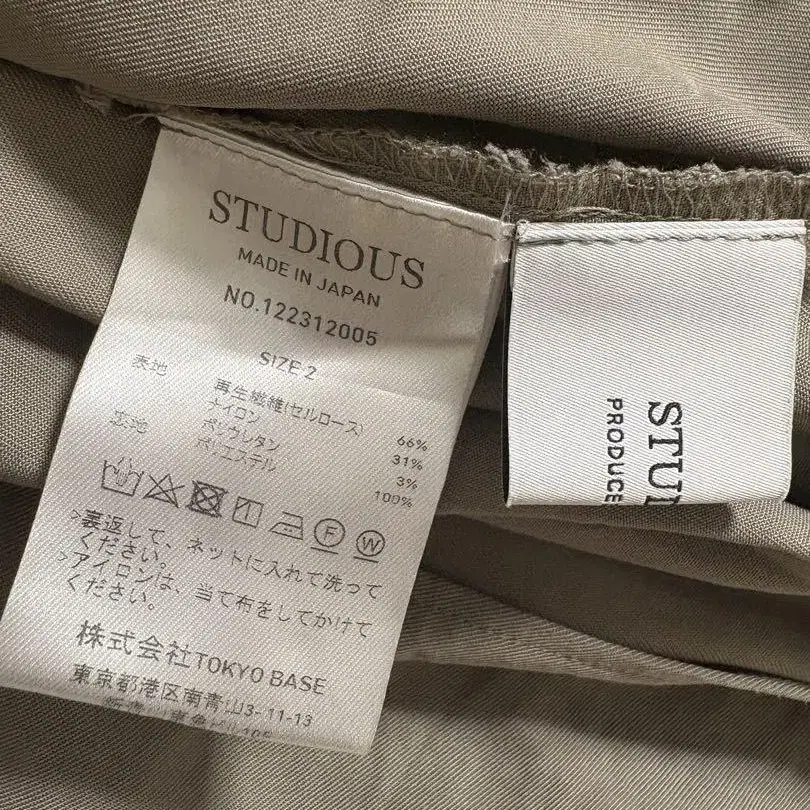 STUDIOUS
MADE IN JAPAN
NO.122312005
SIZE 2
表地 再生繊維(セルロース) 66%
ナイロン 31%
ポリウレタン 3%
裏地 ポリエステル 100%
F W
>裏返して、ネットに入れて洗って
ください。
>アイロンは、当て布をしてかけて
ください。
株式会社TOKYO BASE
東京都港区南青山3-11-13
STU
PRODUCE